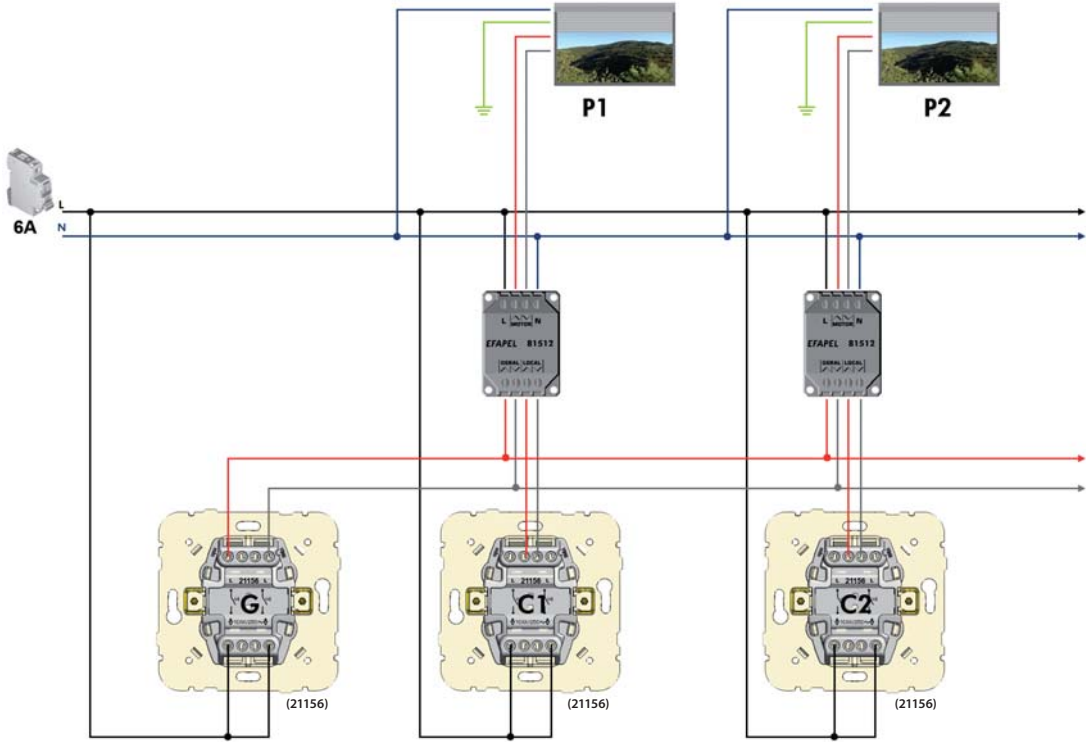 P1
P2
6A
L
N
L MOTOR N
EFAPEL 81512
GERAL LOCAL
L MOTOR N
EFAPEL 81512
GERAL LOCAL
21156
G
(21156)
21156
C1
(21156)
21156
C2
(21156)